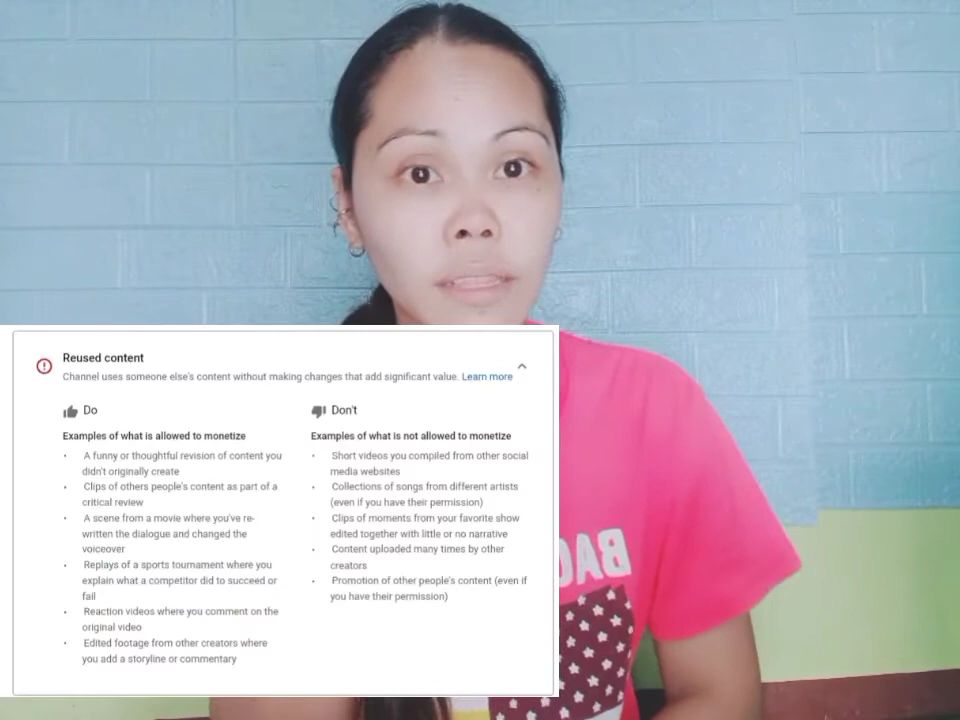 Reused content
Channel uses someone else's content without making changes that add significant value. Learn more
Do
Examples of what is allowed to monetize
• A funny or thoughtful revision of content you
didn't originally create
• Clips of others people's content as part of a
critical review
• A scene from a movie where you've re-
written the dialogue and changed the
voiceover
• Replays of a sports tournament where you
explain what a competitor did to succeed or
fail
• Reaction videos where you comment on the
original video
• Edited footage from other creators where
you add a storyline or commentary
Don't
Examples of what is not allowed to monetize
• Short videos you compiled from other social
media websites
• Collections of songs from different artists
(even if you have their permission)
• Clips of moments from your favorite show
edited together with little or no narrative
• Content uploaded many times by other
creators
• Promotion of other people's content (even if
you have their permission)